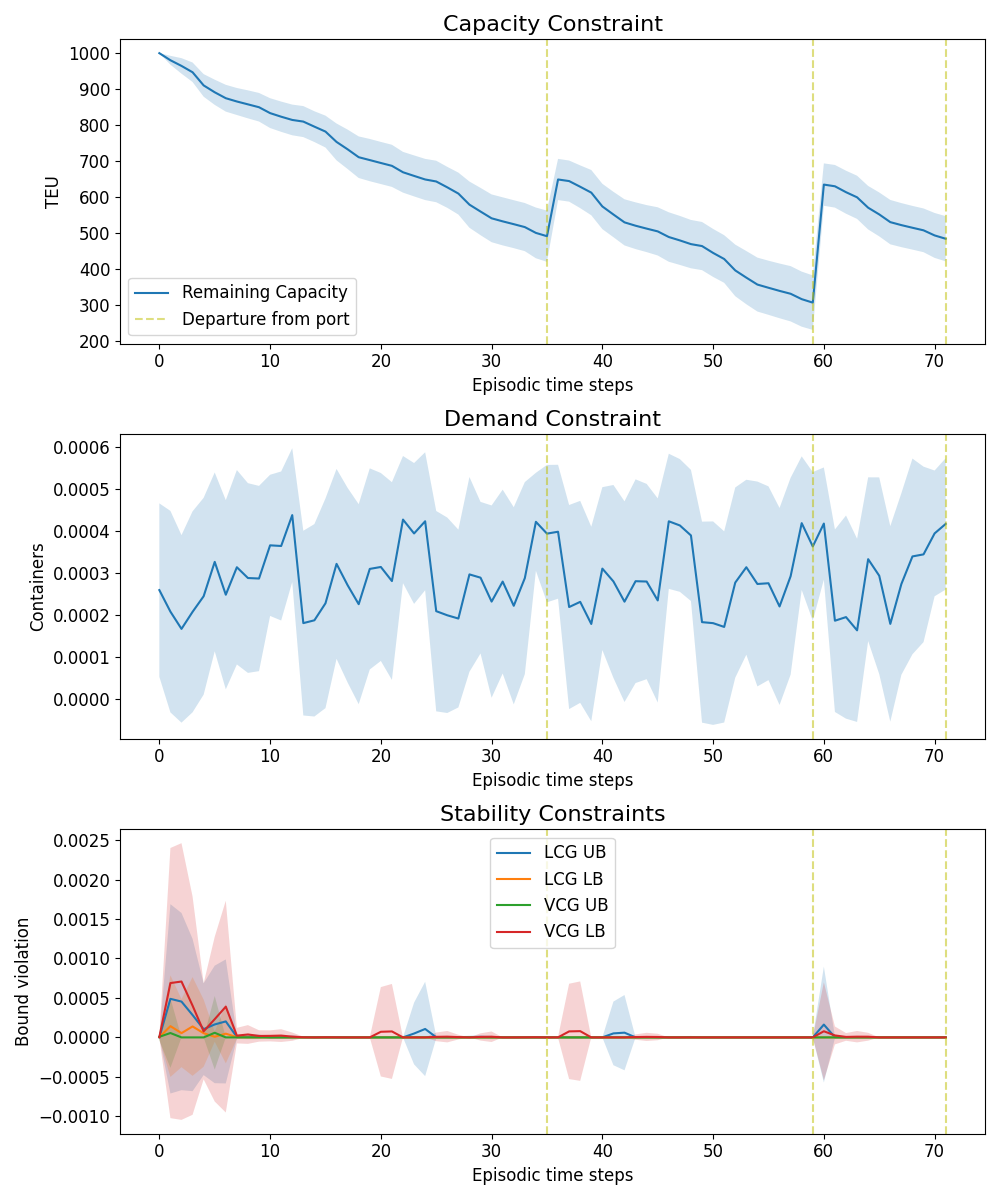 Capacity Constraint
1000
900
800
700
600
500
400
300
200
TEU
Remaining Capacity
Departure from port
0 10 20 30 40 50 60 70
Episodic time steps
Demand Constraint
0.0006
0.0005
0.0004
0.0003
0.0002
0.0001
0.0000
Containers
0 10 20 30 40 50 60 70
Episodic time steps
Stability Constraints
0.0025
0.0020
0.0015
0.0010
0.0005
0.0000
−0.0005
−0.0010
Bound violation
LCG UB
LCG LB
VCG UB
VCG LB
0 10 20 30 40 50 60 70
Episodic time steps